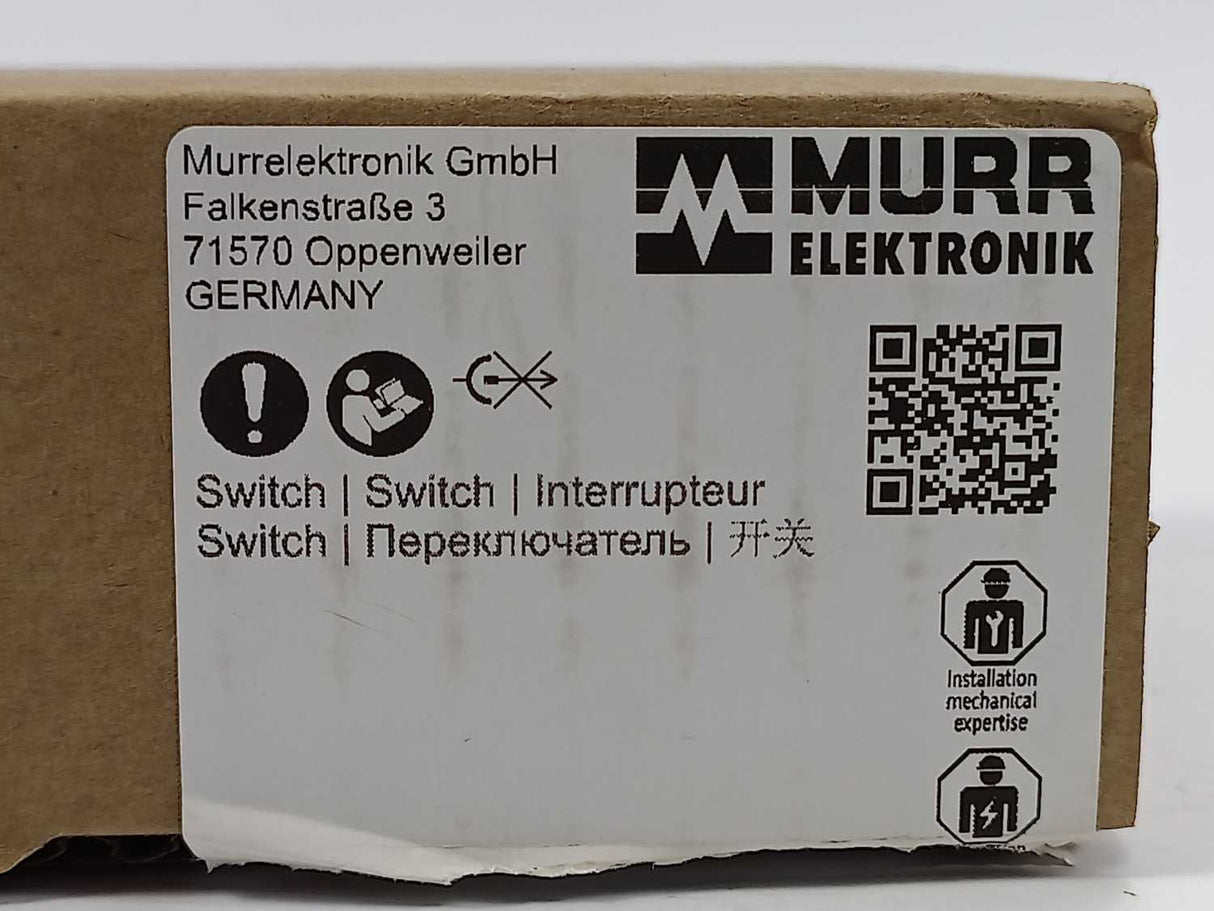 Murrelektronik GmbH
Falkenstraße 3
71570 Oppenweiler
GERMANY
MURR
ELEKTRONIK
Switch | Switch | Interrupteur
Switch | Переключатель | 开关
Installation
mechanical
expertise